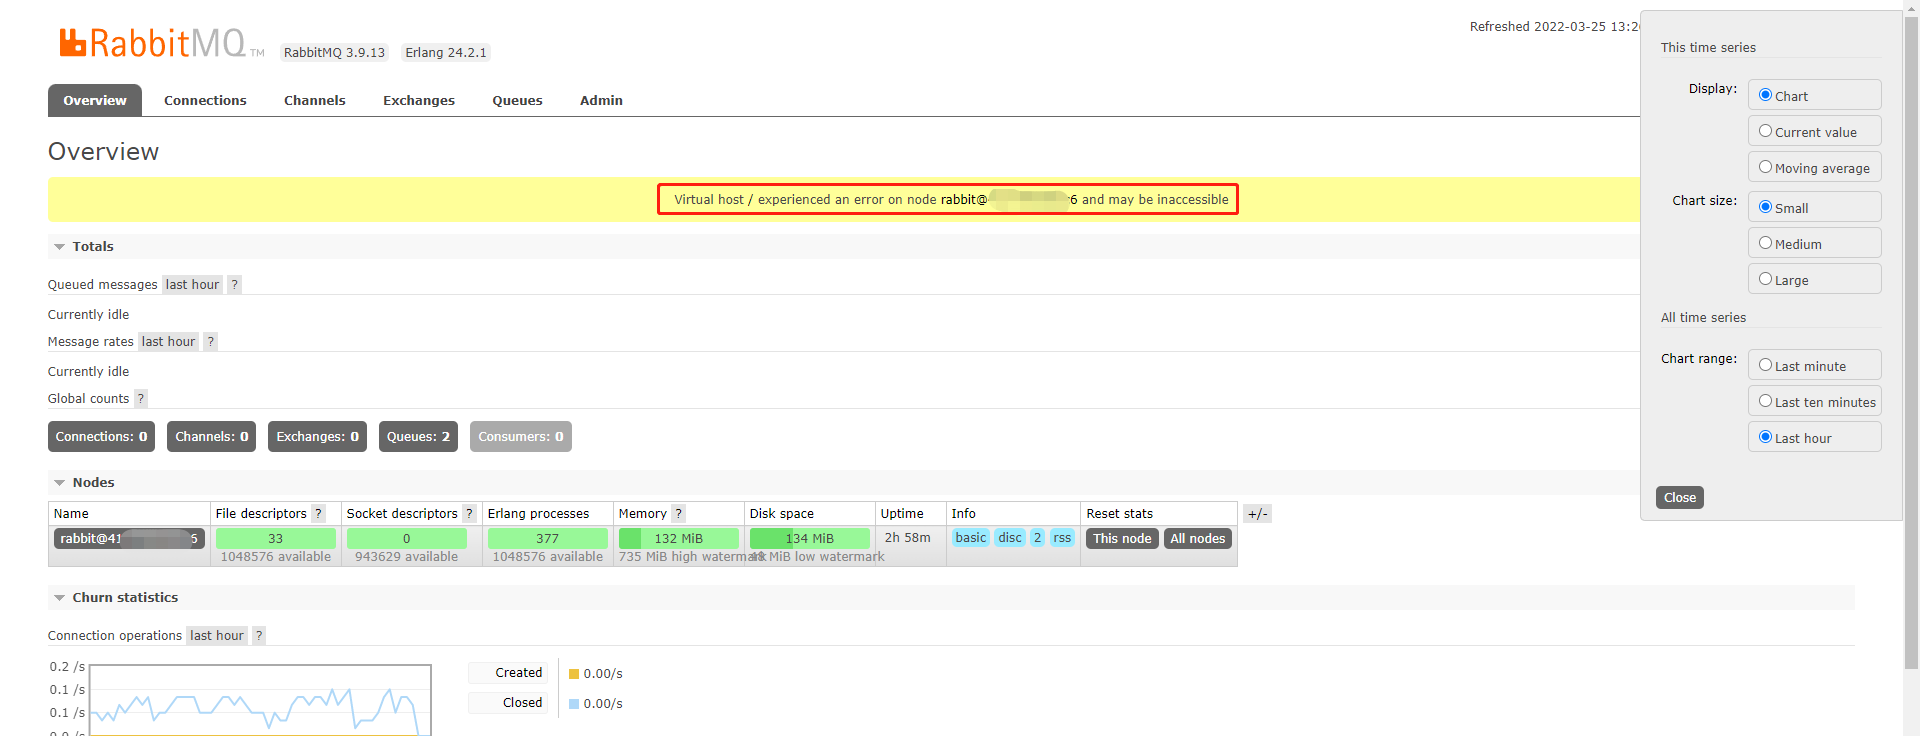 RabbitMQ TM RabbitMQ 3.9.13 Erlang 24.2.1
Refreshed 2022-03-25 13:2
Overview Connections Channels Exchanges Queues Admin
Overview
Virtual host / experienced an error on node rabbit@ 6 and may be inaccessible
Totals
Queued messages last hour ?
Currently idle
Message rates last hour ?
Currently idle
Global counts ?
Connections: 0 Channels: 0 Exchanges: 0 Queues: 2 Consumers: 0
Nodes
Name File descriptors ? Socket descriptors ? Erlang processes Memory ? Disk space Uptime Info Reset stats +/-
rabbit@41 6 33 0 377 132 MiB 134 MiB 2h 58m basic disc 2 rss This node All nodes
1048576 available 943629 available 1048576 available 735 MiB high watermark 48 MiB low watermark
Churn statistics
Connection operations last hour ?
0.2 /s
0.1 /s
0.1 /s
0.0 /s
Created 0.00/s
Closed 0.00/s
This time series
Display: Chart
Current value
Moving average
Chart size: Small
Medium
Large
All time series
Chart range: Last minute
Last ten minutes
Last hour
Close